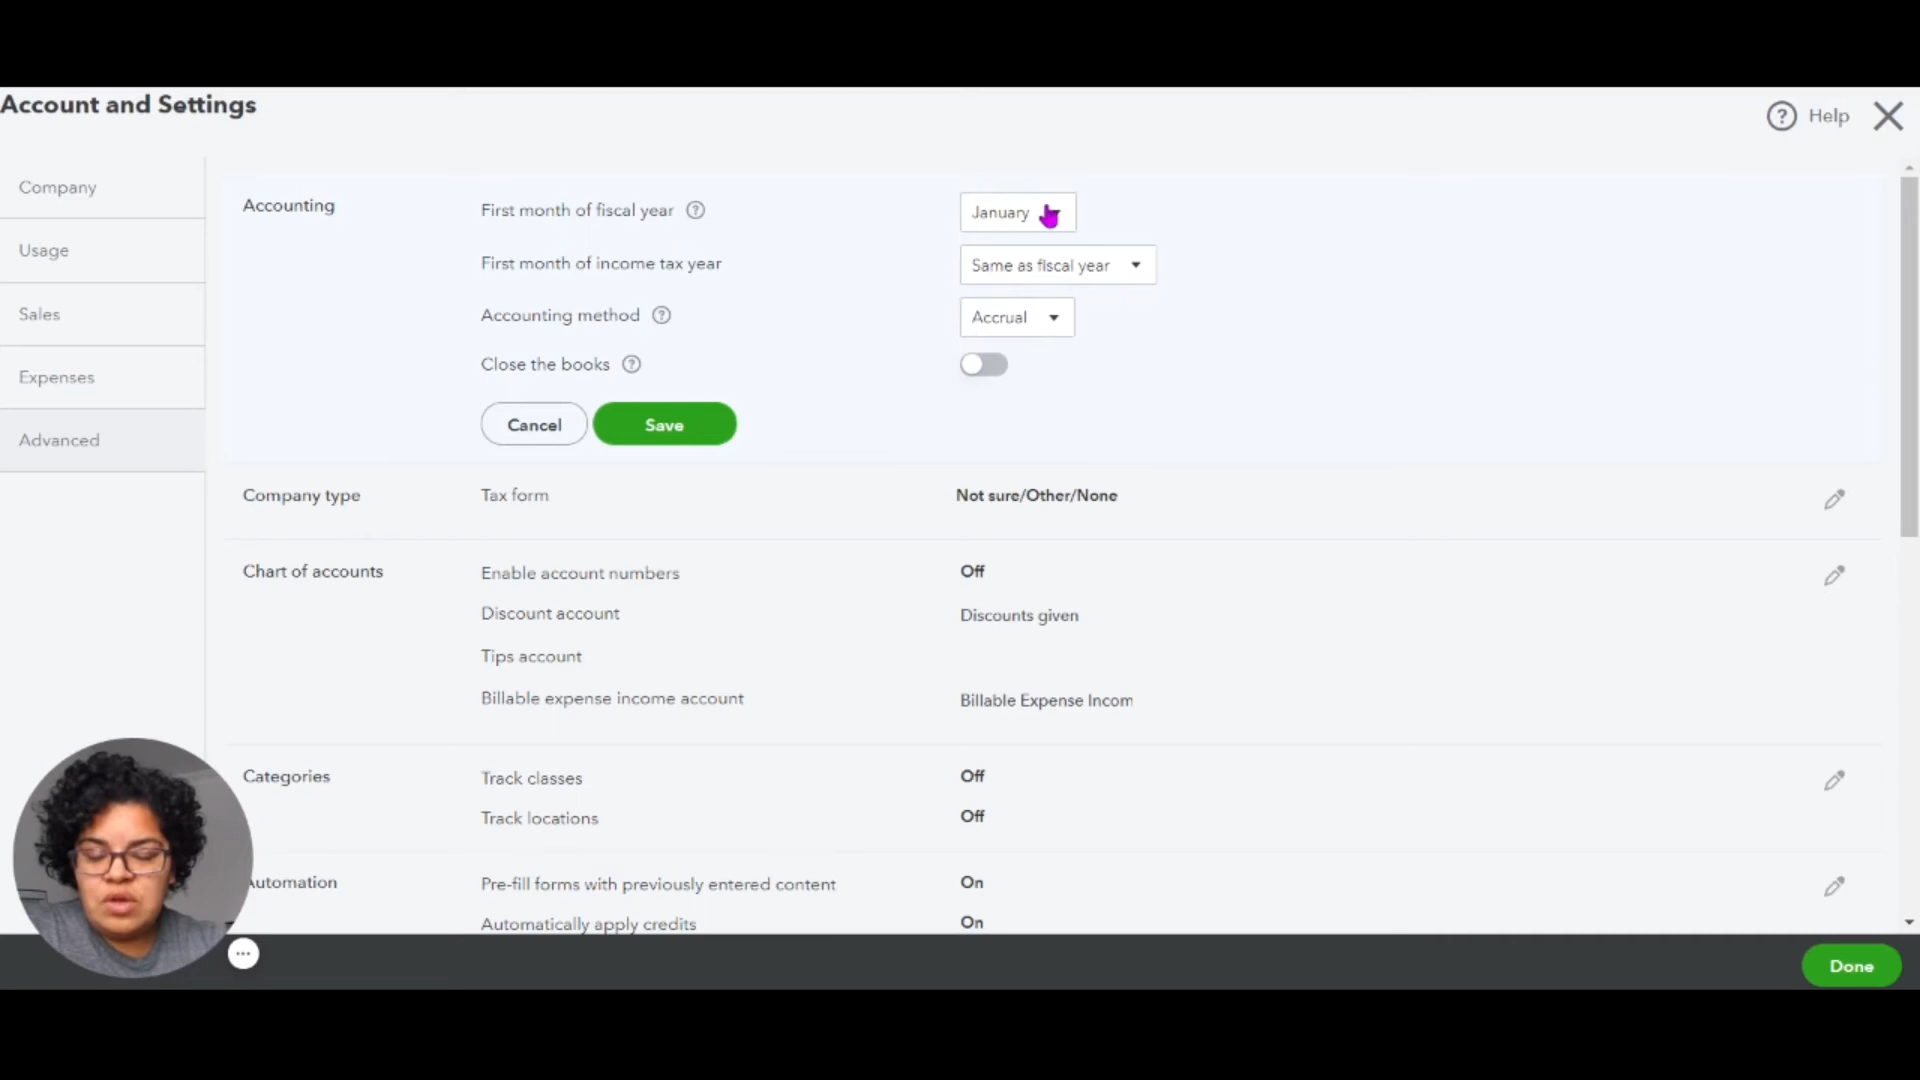 Account and Settings
Help
Company
Usage
Sales
Expenses
Advanced
Accounting
First month of fiscal year
January
First month of income tax year
Same as fiscal year
Accounting method
Accrual
Close the books
Cancel
Save
Company type
Tax form
Not sure/Other/None
Chart of accounts
Enable account numbers
Off
Discount account
Discounts given
Tips account
Billable expense income account
Billable Expense Incom
Categories
Track classes
Off
Track locations
Off
Automation
Pre-fill forms with previously entered content
On
Automatically apply credits
On
Done